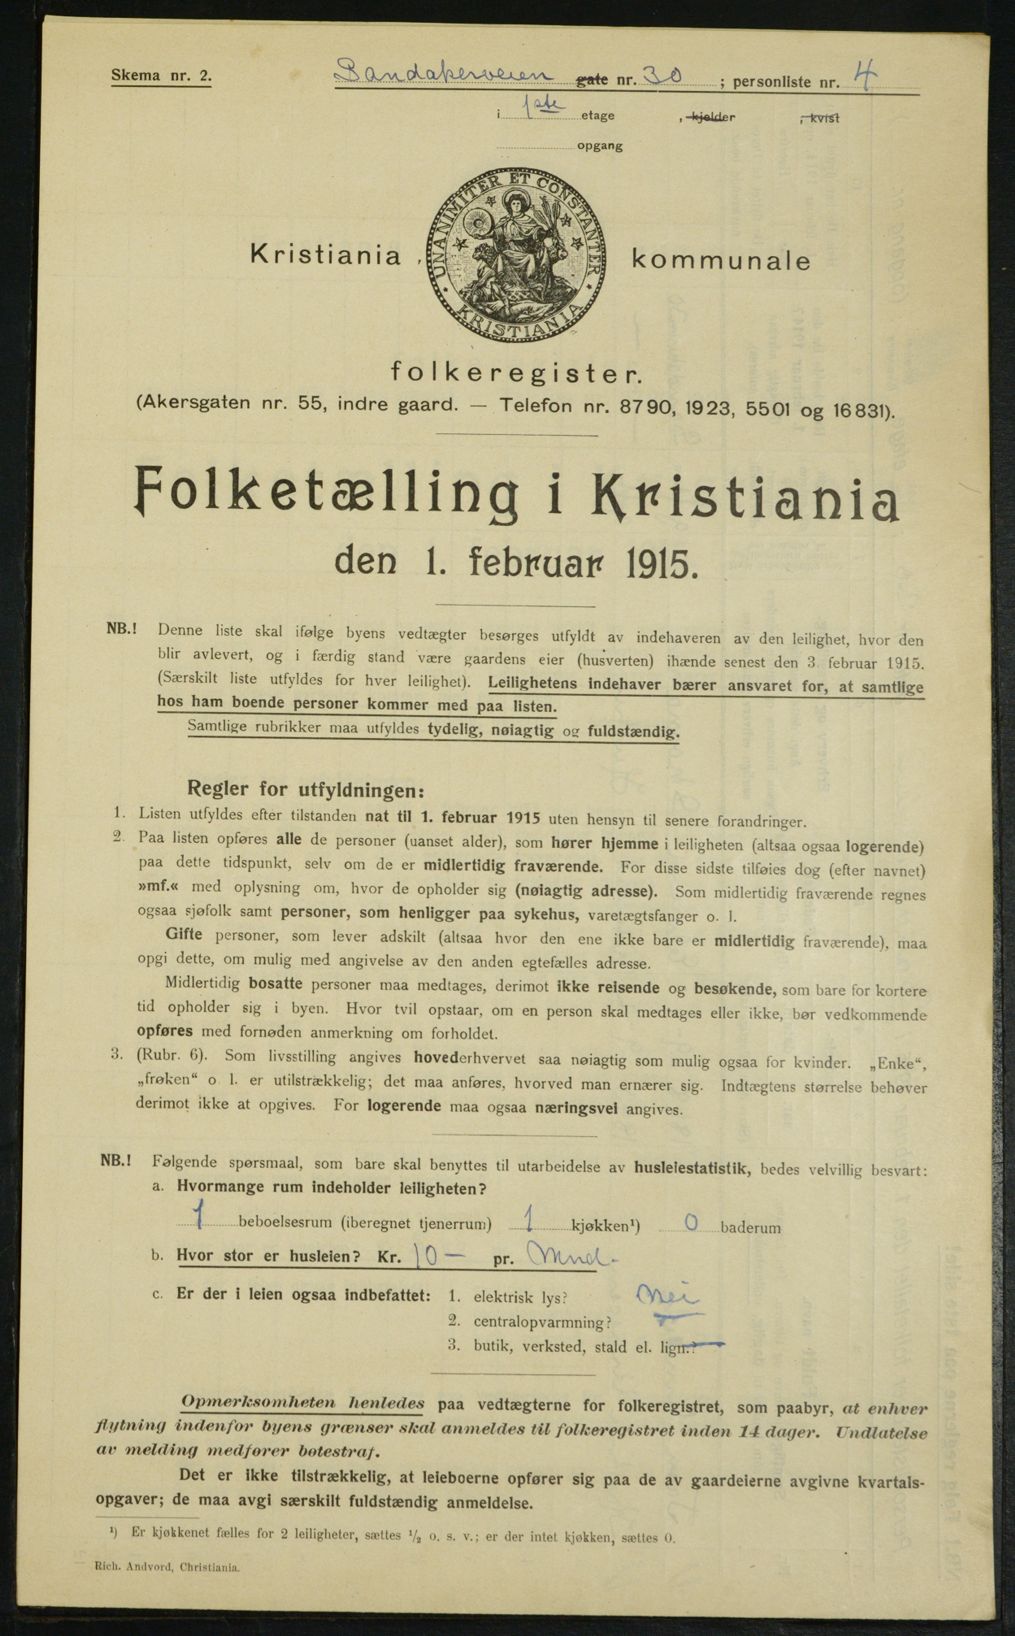 Skema nr. 2.
Sandakerveien gate nr. 30 ; personliste nr. 4
i 1ste etage , kjelder , kvist
opgang
UNANIMITER ET CONSTANTER
KRISTIANIA
Kristiania kommunale
folkeregister.
(Akersgaten nr. 55, indre gaard. — Telefon nr. 8790, 1923, 5501 og 16831).
Folketælling i Kristiania
den 1. februar 1915.
NB.! Denne liste skal ifølge byens vedtægter besørges utfyldt av indehaveren av den leilighet, hvor den
blir avlevert, og i færdig stand være gaardens eier (husverten) ihænde senest den 3 februar 1915.
(Særskilt liste utfyldes for hver leilighet). Leilighetens indehaver bærer ansvaret for, at samtlige
hos ham boende personer kommer med paa listen.
Samtlige rubrikker maa utfyldes tydelig, nøiagtig og fuldstændig.
Regler for utfyldningen:
1. Listen utfyldes efter tilstanden nat til 1. februar 1915 uten hensyn til senere forandringer.
2. Paa listen opføres alle de personer (uanset alder), som hører hjemme i leiligheten (altsaa ogsaa logerende)
paa dette tidspunkt, selv om de er midlertidig fraværende. For disse sidste tilføies dog (efter navnet)
»mf.« med oplysning om, hvor de opholder sig (nøiagtig adresse). Som midlertidig fraværende regnes
ogsaa sjøfolk samt personer, som henligger paa sykehus, varetægtsfanger o. l.
Gifte personer, som lever adskilt (altsaa hvor den ene ikke bare er midlertidig fraværende), maa
opgi dette, om mulig med angivelse av den anden egtefælles adresse.
Midlertidig bosatte personer maa medtages, derimot ikke reisende og besøkende, som bare for kortere
tid opholder sig i byen. Hvor tvil opstaar, om en person skal medtages eller ikke, bør vedkommende
opføres med fornøden anmerkning om forholdet.
3. (Rubr. 6). Som livsstilling angives hovederhvervet saa nøiagtig som mulig ogsaa for kvinder. „Enke“,
„frøken“ o l. er utilstrækkelig; det maa anføres, hvorved man ernærer sig. Indtægtens størrelse behøver
derimot ikke at opgives. For logerende maa ogsaa næringsvei angives.
NB.! Følgende spørsmaal, som bare skal benyttes til utarbeidelse av husleiestatistik, bedes velvillig besvart:
a. Hvormange rum indeholder leiligheten?
1 beboelsesrum (iberegnet tjenerrum) 1 kjøkken¹) 0 baderum
b. Hvor stor er husleien? Kr. 10 — pr. Mnd.
c. Er der i leien ogsaa indbefattet: 1. elektrisk lys? Nei
2. centralopvarmning?
3. butik, verksted, stald el. lign.?
Opmerksomheten henledes paa vedtægterne for folkeregistret, som paabyr, at enhver
flytning indenfor byens grænser skal anmeldes til folkeregistret inden 14 dager. Undlatelse
av melding medfører bøtestraf.
Det er ikke tilstrækkelig, at leieboerne opfører sig paa de av gaardeierne avgivne kvartals-
opgaver; de maa avgi særskilt fuldstændig anmeldelse.
¹) Er kjøkkenet fælles for 2 leiligheter, sættes ½ o. s. v.; er der intet kjøkken, sættes 0.
Rich. Andvord, Christiania.